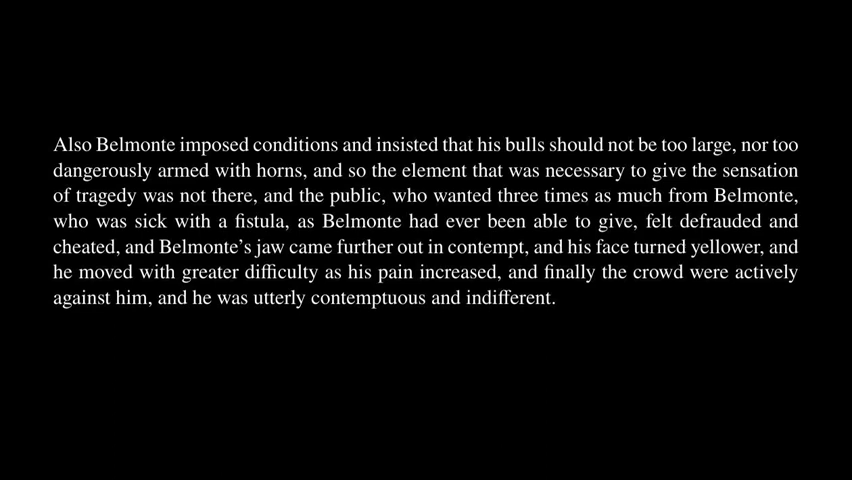 Also Belmonte imposed conditions and insisted that his bulls should not be too large, nor too
dangerously armed with horns, and so the element that was necessary to give the sensation
of tragedy was not there, and the public, who wanted three times as much from Belmonte,
who was sick with a fistula, as Belmonte had ever been able to give, felt defrauded and
cheated, and Belmonte's jaw came further out in contempt, and his face turned yellower, and
he moved with greater difficulty as his pain increased, and finally the crowd were actively
against him, and he was utterly contemptuous and indifferent.